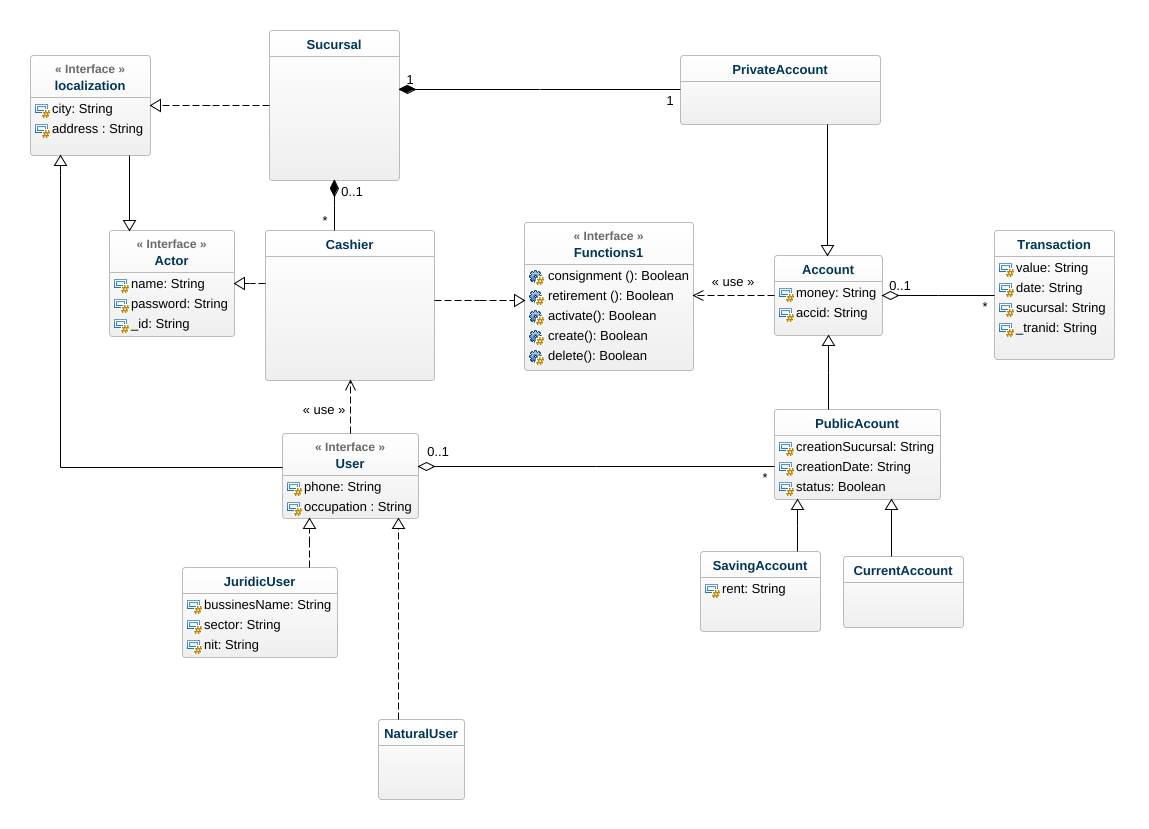 Sucursal
« Interface »
localization
city: String
address : String
PrivateAccount
1
1
0..1
*
« Interface »
Actor
name: String
password: String
_id: String
Cashier
« Interface »
Functions1
consignment (): Boolean
retirement (): Boolean
activate(): Boolean
create(): Boolean
delete(): Boolean
« use »
Account
money: String
accid: String
0..1
*
Transaction
value: String
date: String
sucursal: String
_tranid: String
« use »
« Interface »
User
phone: String
occupation : String
0..1
*
PublicAcount
creationSucursal: String
creationDate: String
status: Boolean
SavingAccount
rent: String
CurrentAccount
JuridicUser
bussinesName: String
sector: String
nit: String
NaturalUser